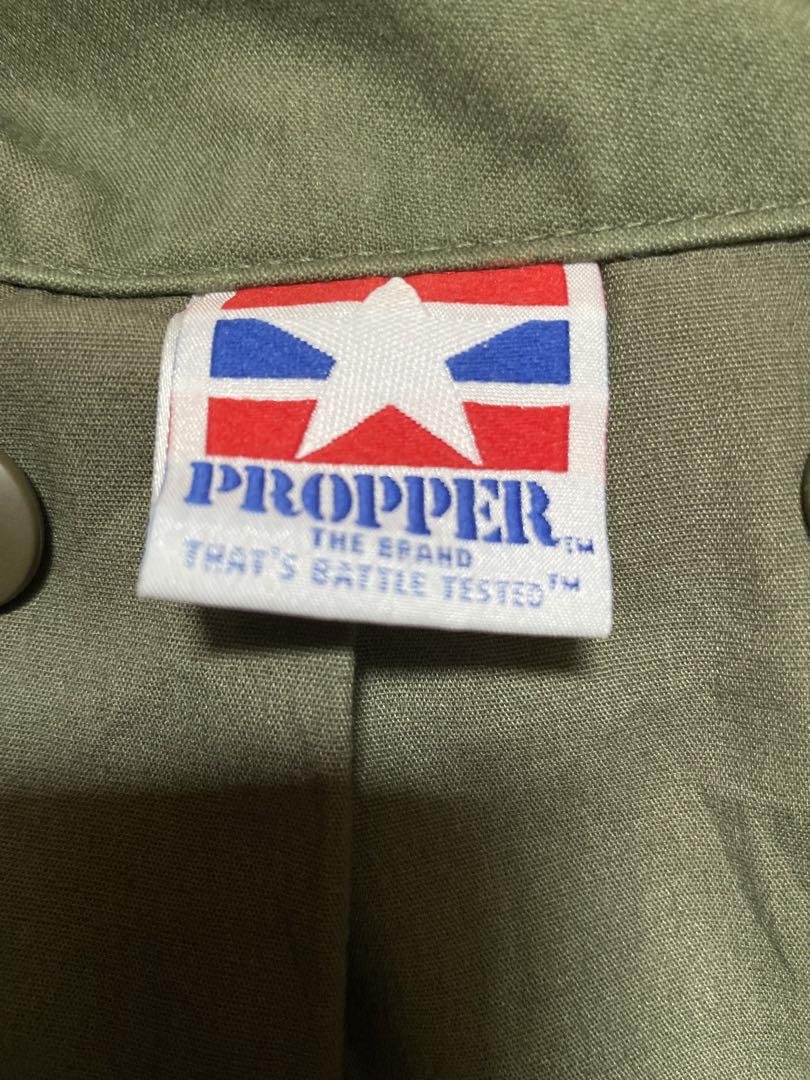 PROPPER™
THE BRAND
THAT'S BATTLE TESTED™